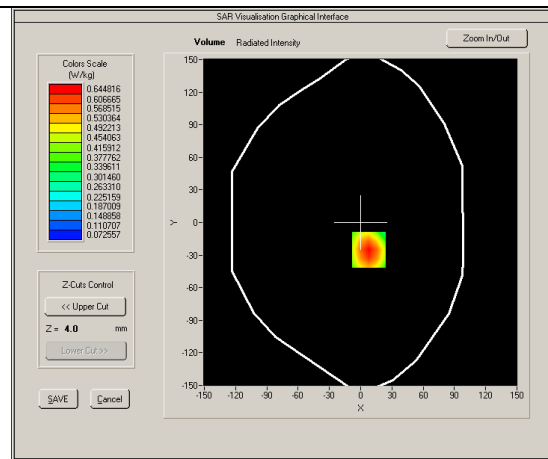 SAR Visualisation Graphical Interface
Volume Radiated Intensity
Zoom In/Out
Colors Scale
(W/kg)
0.644816
0.606665
0.568515
0.530364
0.492213
0.454063
0.415912
0.377762
0.339611
0.301460
0.263310
0.225159
0.187009
0.148858
0.110707
0.072557
Z-Cuts Control
<< Upper Cut
Z = 4.0 mm
Lower Cut >>
SAVE Cancel
150
120
90
60
30
0
-30
-60
-90
-120
-150
Y
-150 -120 -90 -60 -30 0 30 60 90 120 150
X